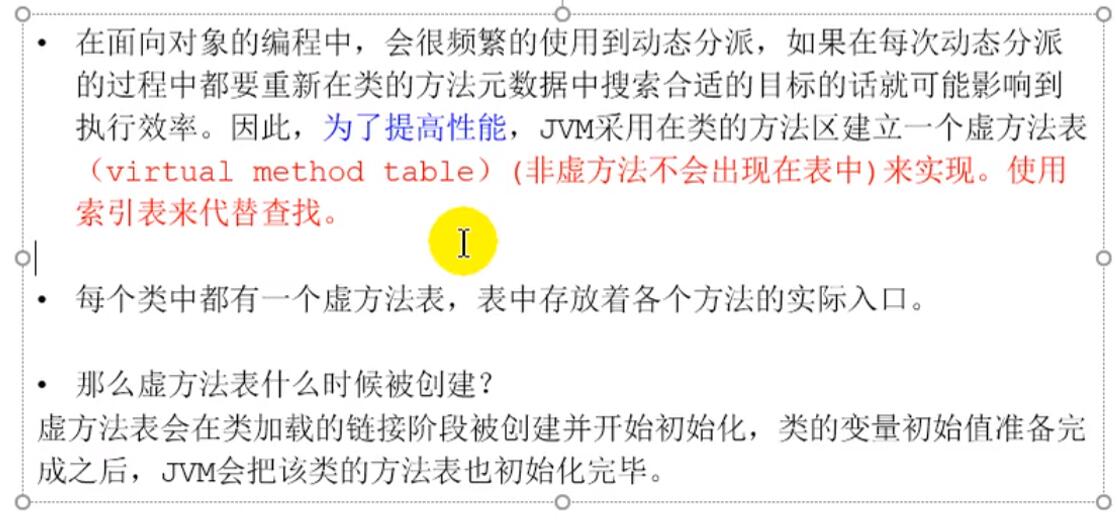 • 在面向对象的编程中，会很频繁的使用到动态分派，如果在每次动态分派
的过程中都要重新在类的方法元数据中搜索合适的目标的话就可能影响到
执行效率。因此，为了提高性能，JVM采用在类的方法区建立一个虚方法表
（virtual method table）(非虚方法不会出现在表中)来实现。使用
索引表来代替查找。
• 每个类中都有一个虚方法表，表中存放着各个方法的实际入口。
• 那么虚方法表什么时候被创建？
虚方法表会在类加载的链接阶段被创建并开始初始化，类的变量初始值准备完
成之后，JVM会把该类的方法表也初始化完毕。